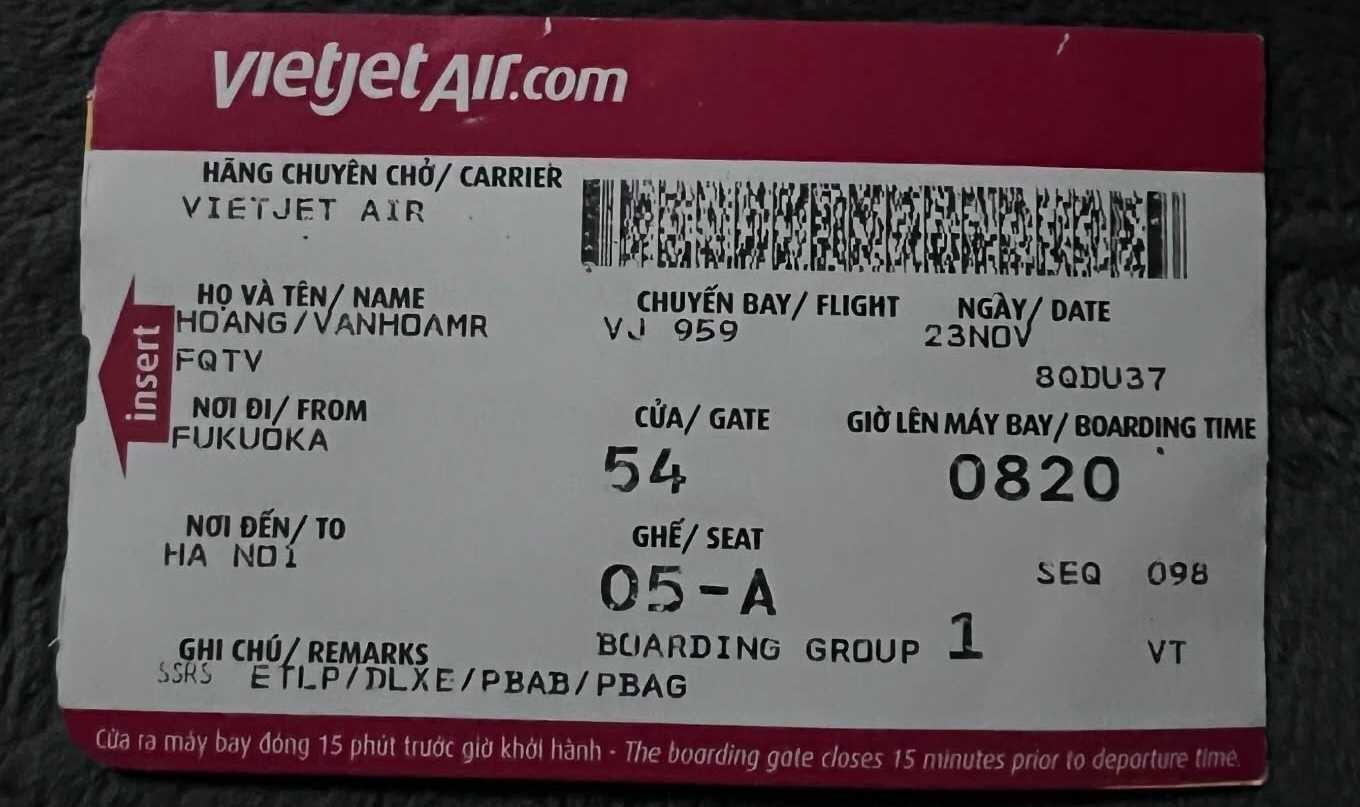 vietjetAir.com
HÃNG CHUYÊN CHỞ/ CARRIER
VIETJET AIR
HỌ VÀ TÊN/ NAME
HOANG/VANHOAMR
FQTV
CHUYẾN BAY/ FLIGHT
VJ 959
NGÀY/ DATE
23NOV
8QDU37
insert
NƠI ĐI/ FROM
FUKUOKA
CỬA/ GATE
54
GIỜ LÊN MÁY BAY/ BOARDING TIME
0820
NƠI ĐẾN/ TO
HA NOI
GHẾ/ SEAT
05-A
SEQ 098
BOARDING GROUP 1
VT
GHI CHÚ/ REMARKS
SSRS ETLP/DLXE/PBAB/PBAG
Cửa ra máy bay đóng 15 phút trước giờ khởi hành - The boarding gate closes 15 minutes prior to departure time.